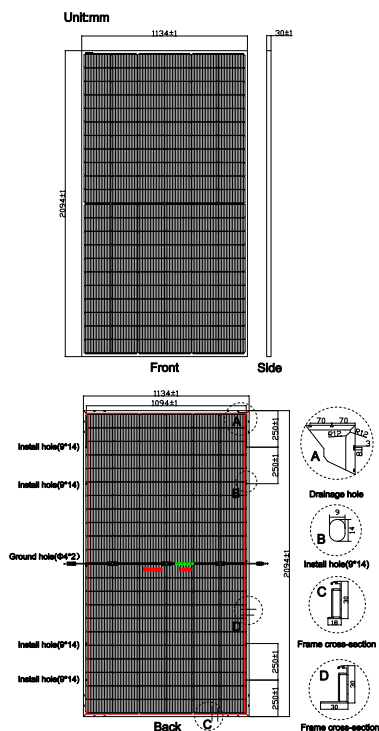 Unit:mm
1134±1
30±1
2094±1
Front
Side
1134±1
1094±1
A
250±1
Install hole(9*14)
250±1
Install hole(9*14)
B
Ground hole(Φ4*2)
2094±1
D
Install hole(9*14)
250±1
Install hole(9*14)
250±1
C
Back
70
70
R12
R12
A
Drainage hole
9
14
B
Install hole(9*14)
C
30
18
Frame cross-section
D
30
30
Frame cross-section